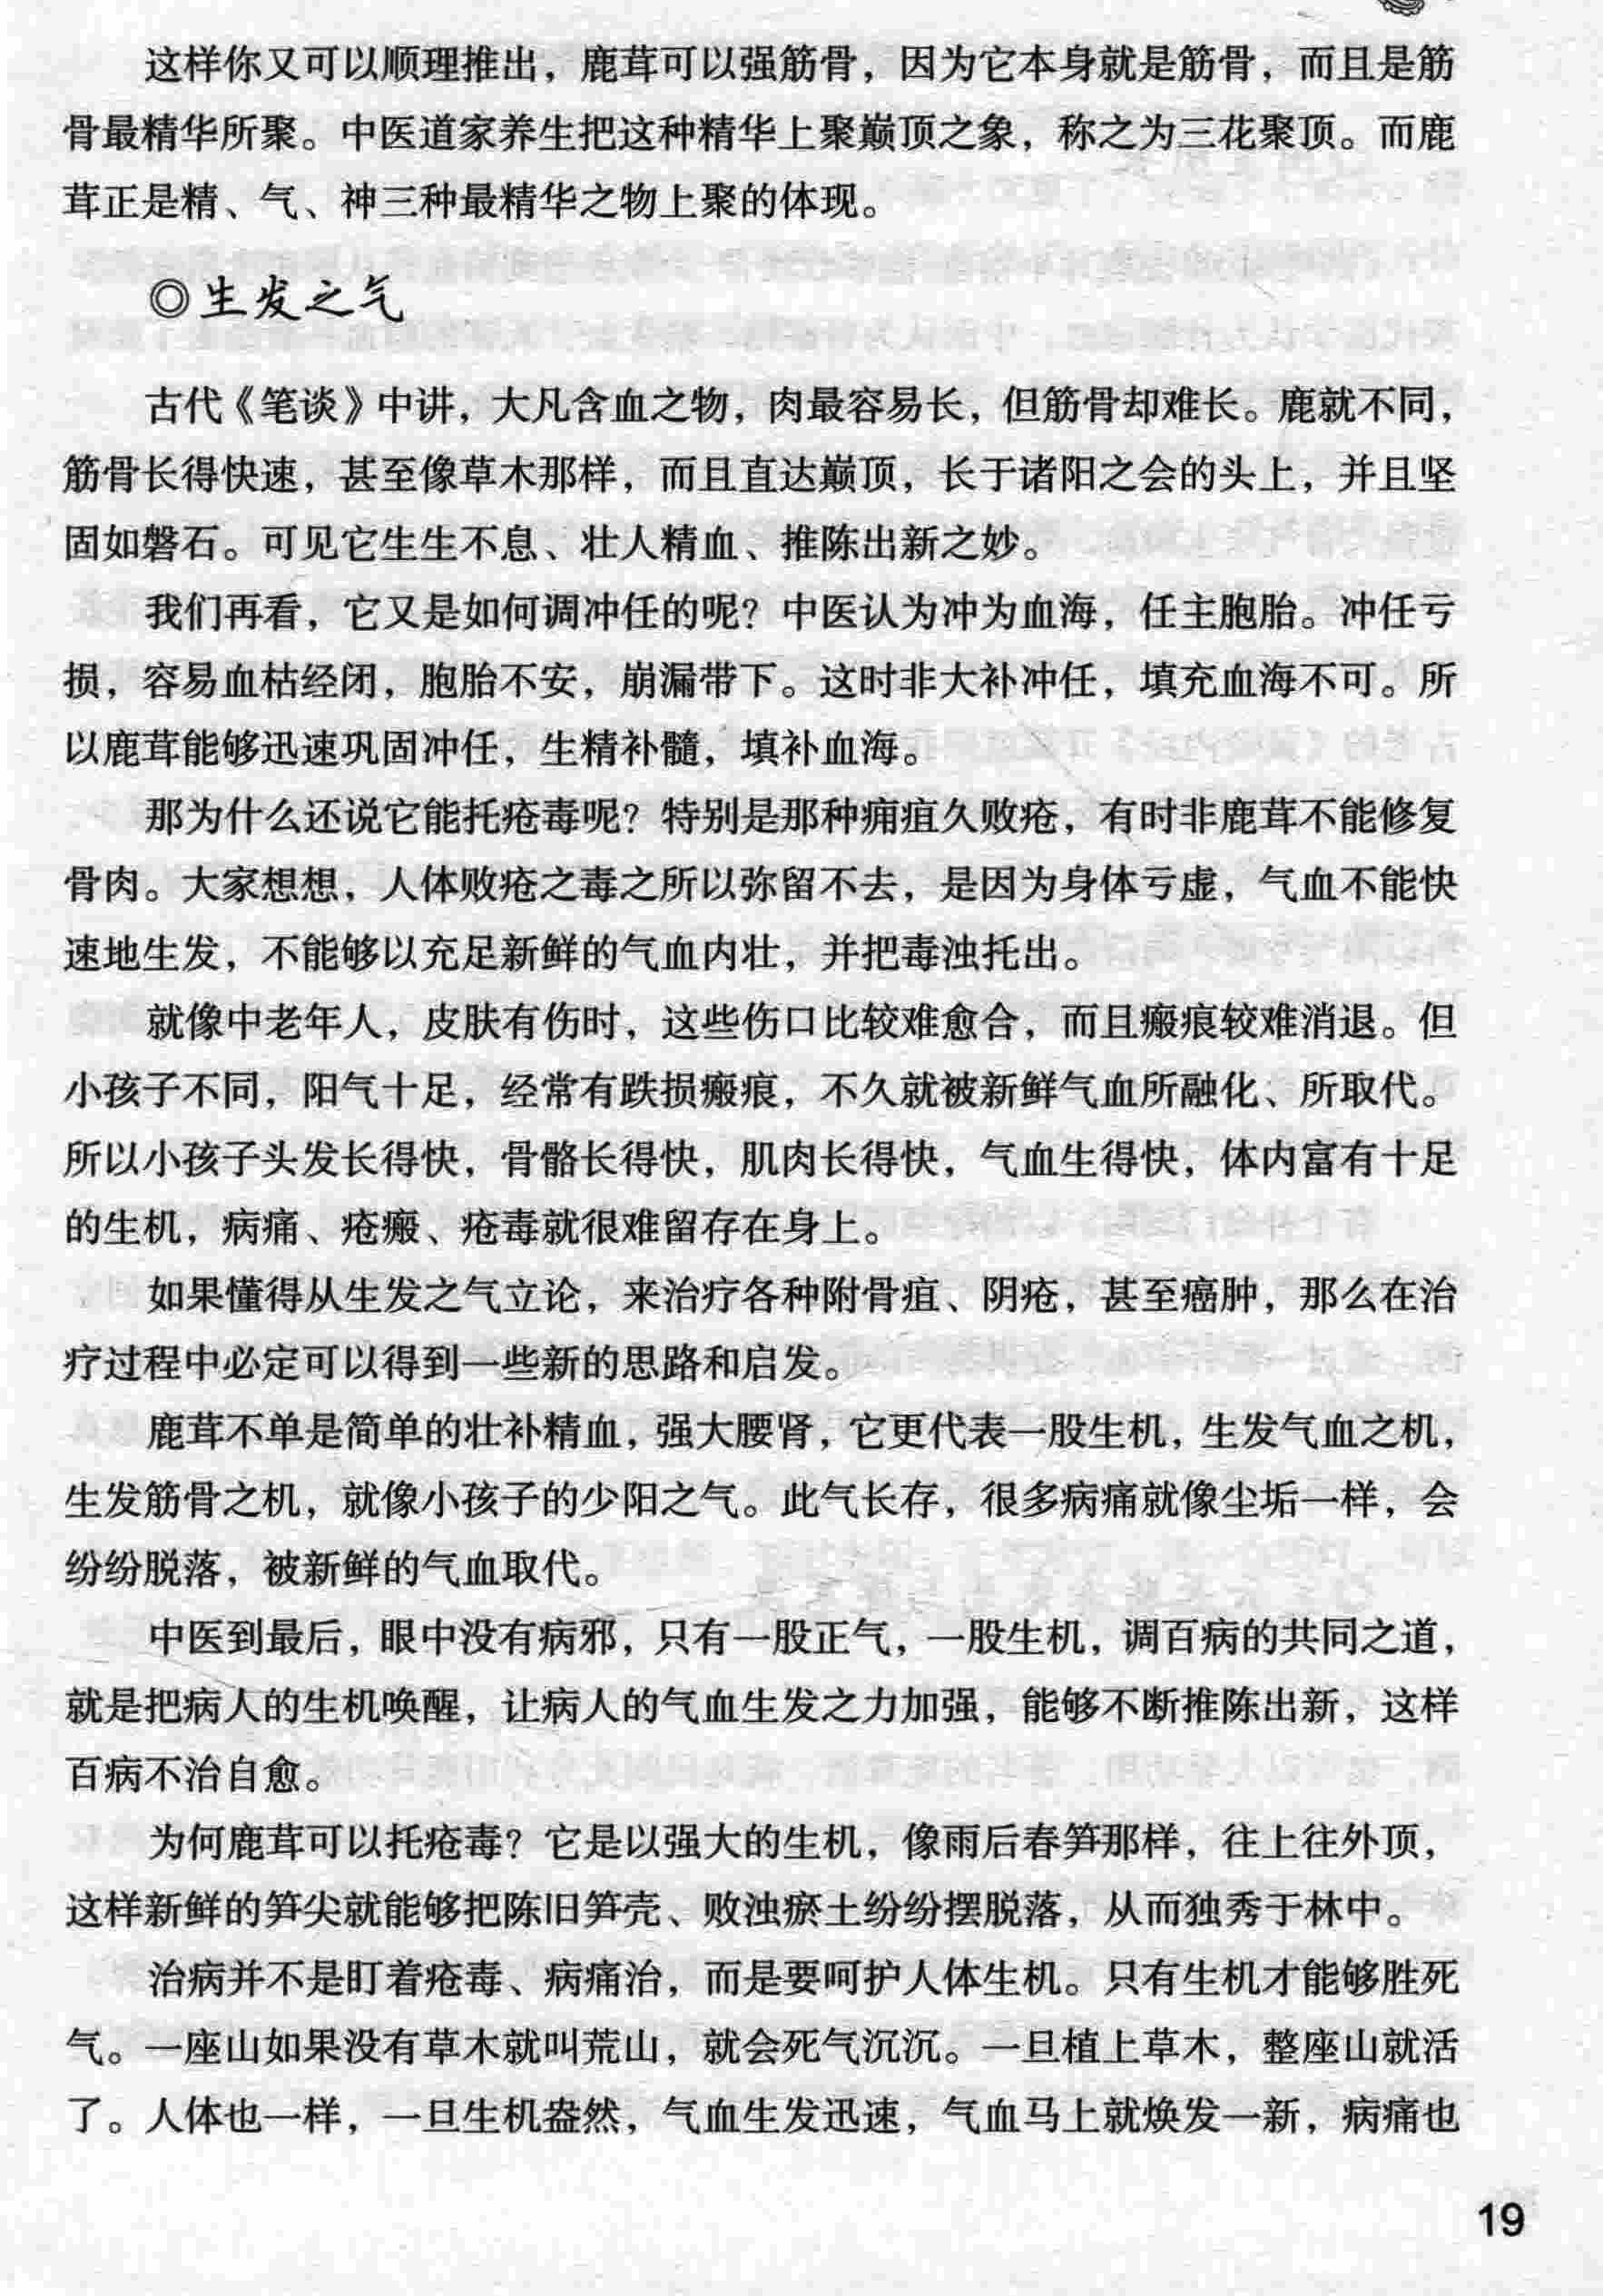 这样你又可以顺理推出，鹿茸可以强筋骨，因为它本身就是筋骨，而且是筋
骨最精华所聚。中医道家养生把这种精华上聚巅顶之象，称之为三花聚顶。而鹿
茸正是精、气、神三种最精华之物上聚的体现。
◎生发之气
古代《笔谈》中讲，大凡含血之物，肉最容易长，但筋骨却难长。鹿就不同，
筋骨长得快速，甚至像草木那样，而且直达巅顶，长于诸阳之会的头上，并且坚
固如磐石。可见它生生不息、壮人精血、推陈出新之妙。
我们再看，它又是如何调冲任的呢？中医认为冲为血海，任主胞胎。冲任亏
损，容易血枯经闭，胞胎不安，崩漏带下。这时非大补冲任，填充血海不可。所
以鹿茸能够迅速巩固冲任，生精补髓，填补血海。
那为什么还说它能托疮毒呢？特别是那种痈疽久败疮，有时非鹿茸不能修复
骨肉。大家想想，人体败疮之毒之所以弥留不去，是因为身体亏虚，气血不能快
速地生发，不能够以充足新鲜的气血内壮，并把毒浊托出。
就像中老年人，皮肤有伤时，这些伤口比较难愈合，而且瘢痕较难消退。但
小孩子不同，阳气十足，经常有跌损瘢痕，不久就被新鲜气血所融化、所取代。
所以小孩子头发长得快，骨骼长得快，肌肉长得快，气血生得快，体内富有十足
的生机，病痛、疮瘢、疮毒就很难留存在身上。
如果懂得从生发之气立论，来治疗各种附骨疽、阴疮，甚至癌肿，那么在治
疗过程中必定可以得到一些新的思路和启发。
鹿茸不单是简单的壮补精血，强大腰肾，它更代表一股生机，生发气血之机，
生发筋骨之机，就像小孩子的少阳之气。此气长存，很多病痛就像尘垢一样，会
纷纷脱落，被新鲜的气血取代。
中医到最后，眼中没有病邪，只有一股正气，一股生机，调百病的共同之道，
就是把病人的生机唤醒，让病人的气血生发之力加强，能够不断推陈出新，这样
百病不治自愈。
为何鹿茸可以托疮毒？它是以强大的生机，像雨后春笋那样，往上往外顶，
这样新鲜的笋尖就能够把陈旧笋壳、败浊瘀土纷纷摆脱落，从而独秀于林中。
治病并不是盯着疮毒、病痛治，而是要呵护人体生机。只有生机才能够胜死
气。一座山如果没有草木就叫荒山，就会死气沉沉。一旦植上草木，整座山就活
了。人体也一样，一旦生机盎然，气血生发迅速，气血马上就焕发一新，病痛也
19